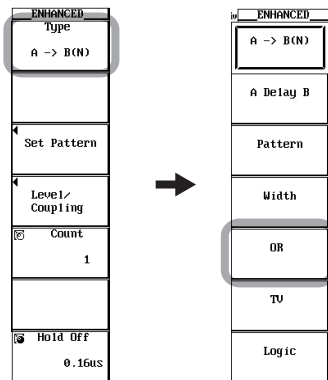 ENHANCED
Type
A -> B(N)
Set Pattern
Level/
Coupling
Count
1
Hold Off
0.16us
ENHANCED
A -> B(N)
A Delay B
Pattern
Width
OR
TV
Logic